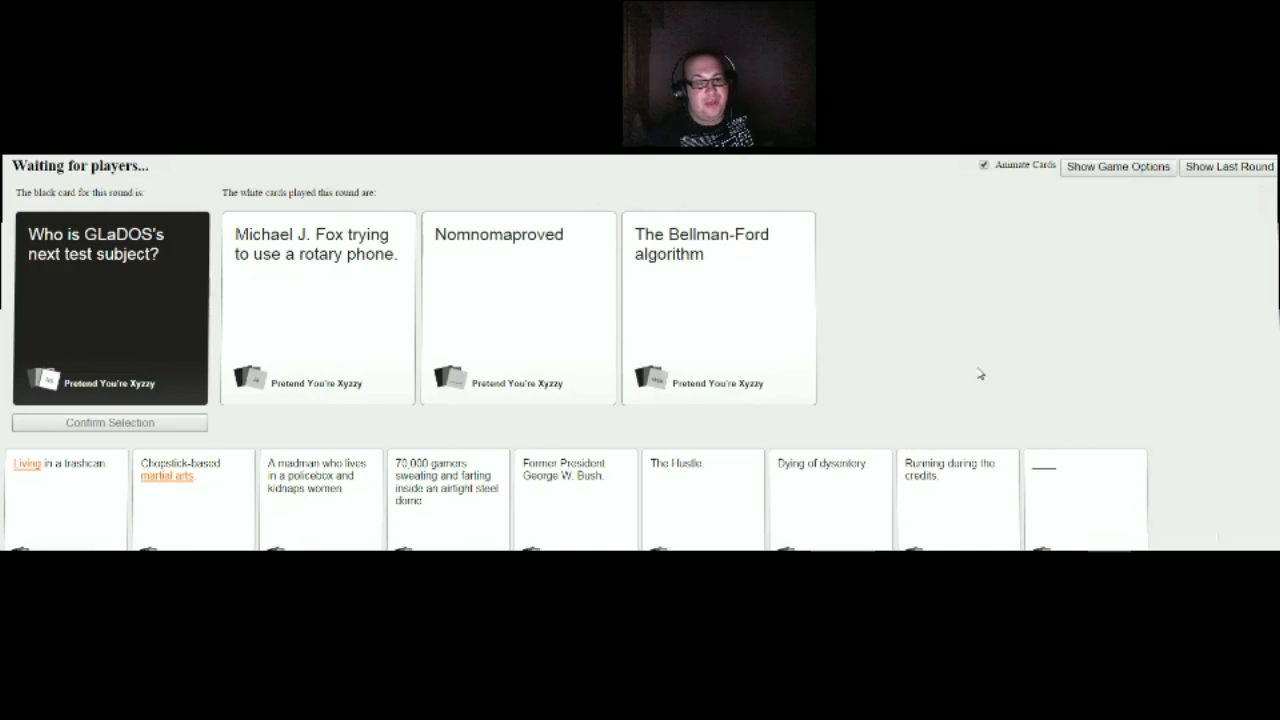 Waiting for players...
Animate Cards
Show Game Options
Show Last Round
The black card for this round is:
The white cards played this round are:
Who is GLaDOS's
next test subject?
Pretend You're Xyzzy
Michael J. Fox trying
to use a rotary phone.
Pretend You're Xyzzy
Nomnomaproved
Pretend You're Xyzzy
The Bellman-Ford
algorithm
Pretend You're Xyzzy
Confirm Selection
Living in a trashcan
Chopstick-based
martial arts.
A madman who lives
in a policebox and
kidnaps women
70,000 gamers
sweating and farting
inside an airtight steel
dome
Former President
George W. Bush.
The Hustle.
Dying of dysentery.
Running during the
credits.
____